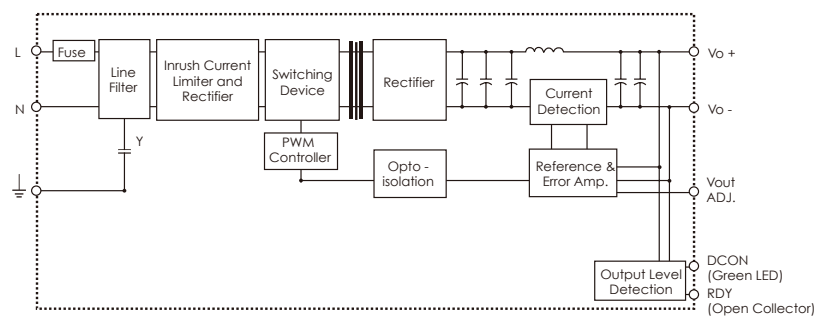 L
Fuse
Line
Filter
Inrush Current
Limiter and
Rectifier
Switching
Device
Rectifier
Current
Detection
Vo +
N
Vo -
Y
PWM
Controller
Opto -
isolation
Reference &
Error Amp.
Vout
ADJ.
Output Level
Detection
DCON
(Green LED)
RDY
(Open Collector)